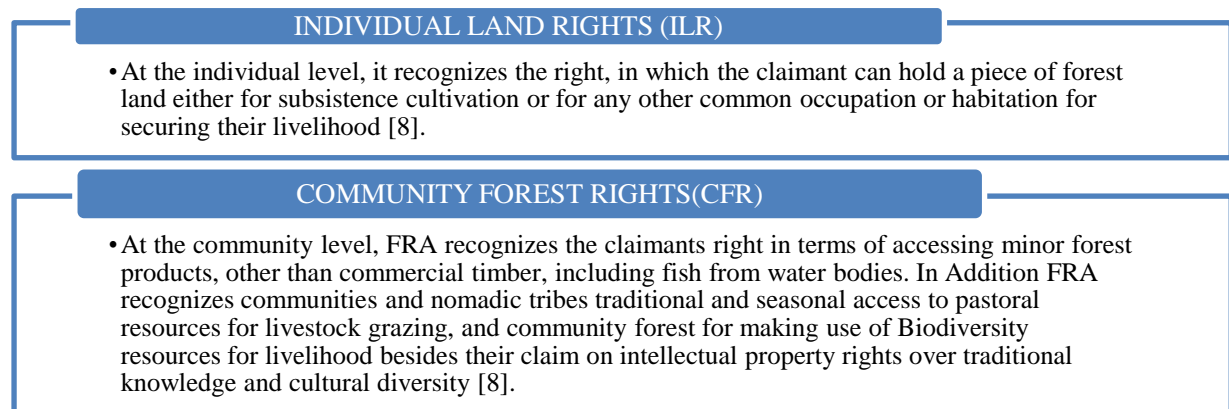 INDIVIDUAL LAND RIGHTS (ILR)
•At the individual level, it recognizes the right, in which the claimant can hold a piece of forest
land either for subsistence cultivation or for any other common occupation or habitation for
securing their livelihood [8].
COMMUNITY FOREST RIGHTS(CFR)
•At the community level, FRA recognizes the claimants right in terms of accessing minor forest
products, other than commercial timber, including fish from water bodies. In Addition FRA
recognizes communities and nomadic tribes traditional and seasonal access to pastoral
resources for livestock grazing, and community forest for making use of Biodiversity
resources for livelihood besides their claim on intellectual property rights over traditional
knowledge and cultural diversity [8].